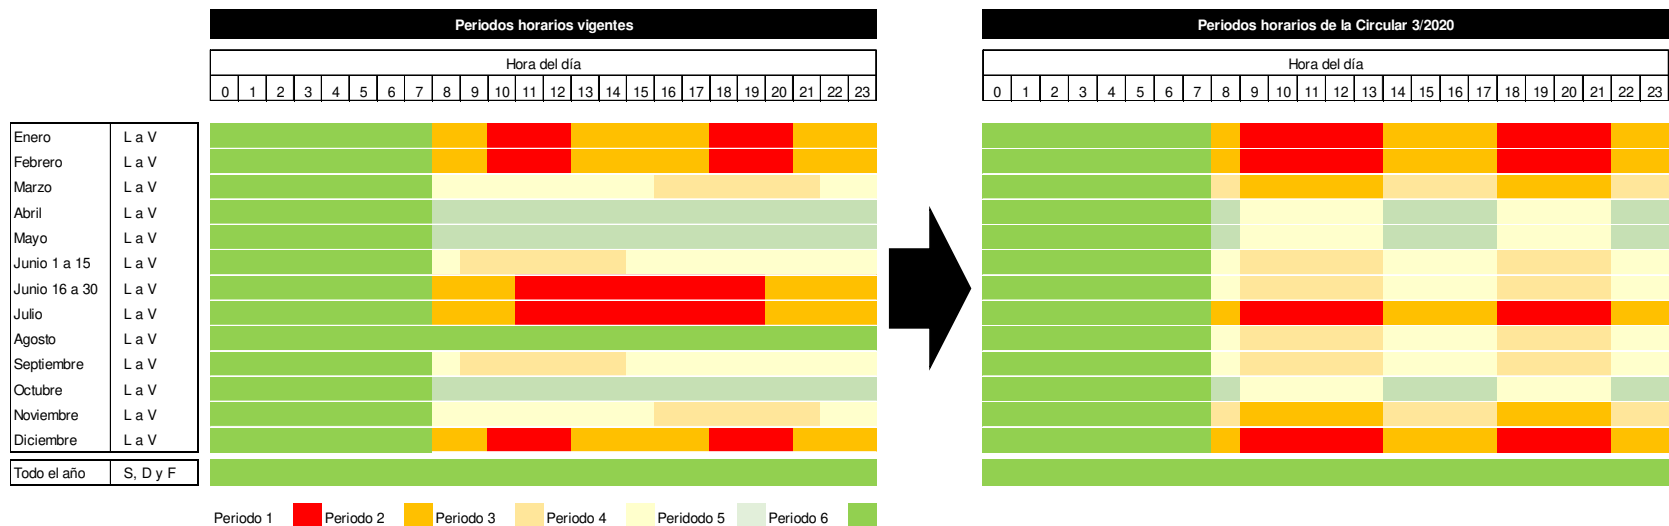 Periodos horarios vigentes
Periodos horarios de la Circular 3/2020
Hora del día
Hora del día
0 1 2 3 4 5 6 7 8 9 10 11 12 13 14 15 16 17 18 19 20 21 22 23
0 1 2 3 4 5 6 7 8 9 10 11 12 13 14 15 16 17 18 19 20 21 22 23
Enero L a V
Febrero L a V
Marzo L a V
Abril L a V
Mayo L a V
Junio 1 a 15 L a V
Junio 16 a 30 L a V
Julio L a V
Agosto L a V
Septiembre L a V
Octubre L a V
Noviembre L a V
Diciembre L a V
Todo el año S, D y F
Periodo 1 Periodo 2 Periodo 3 Periodo 4 Peridodo 5 Periodo 6